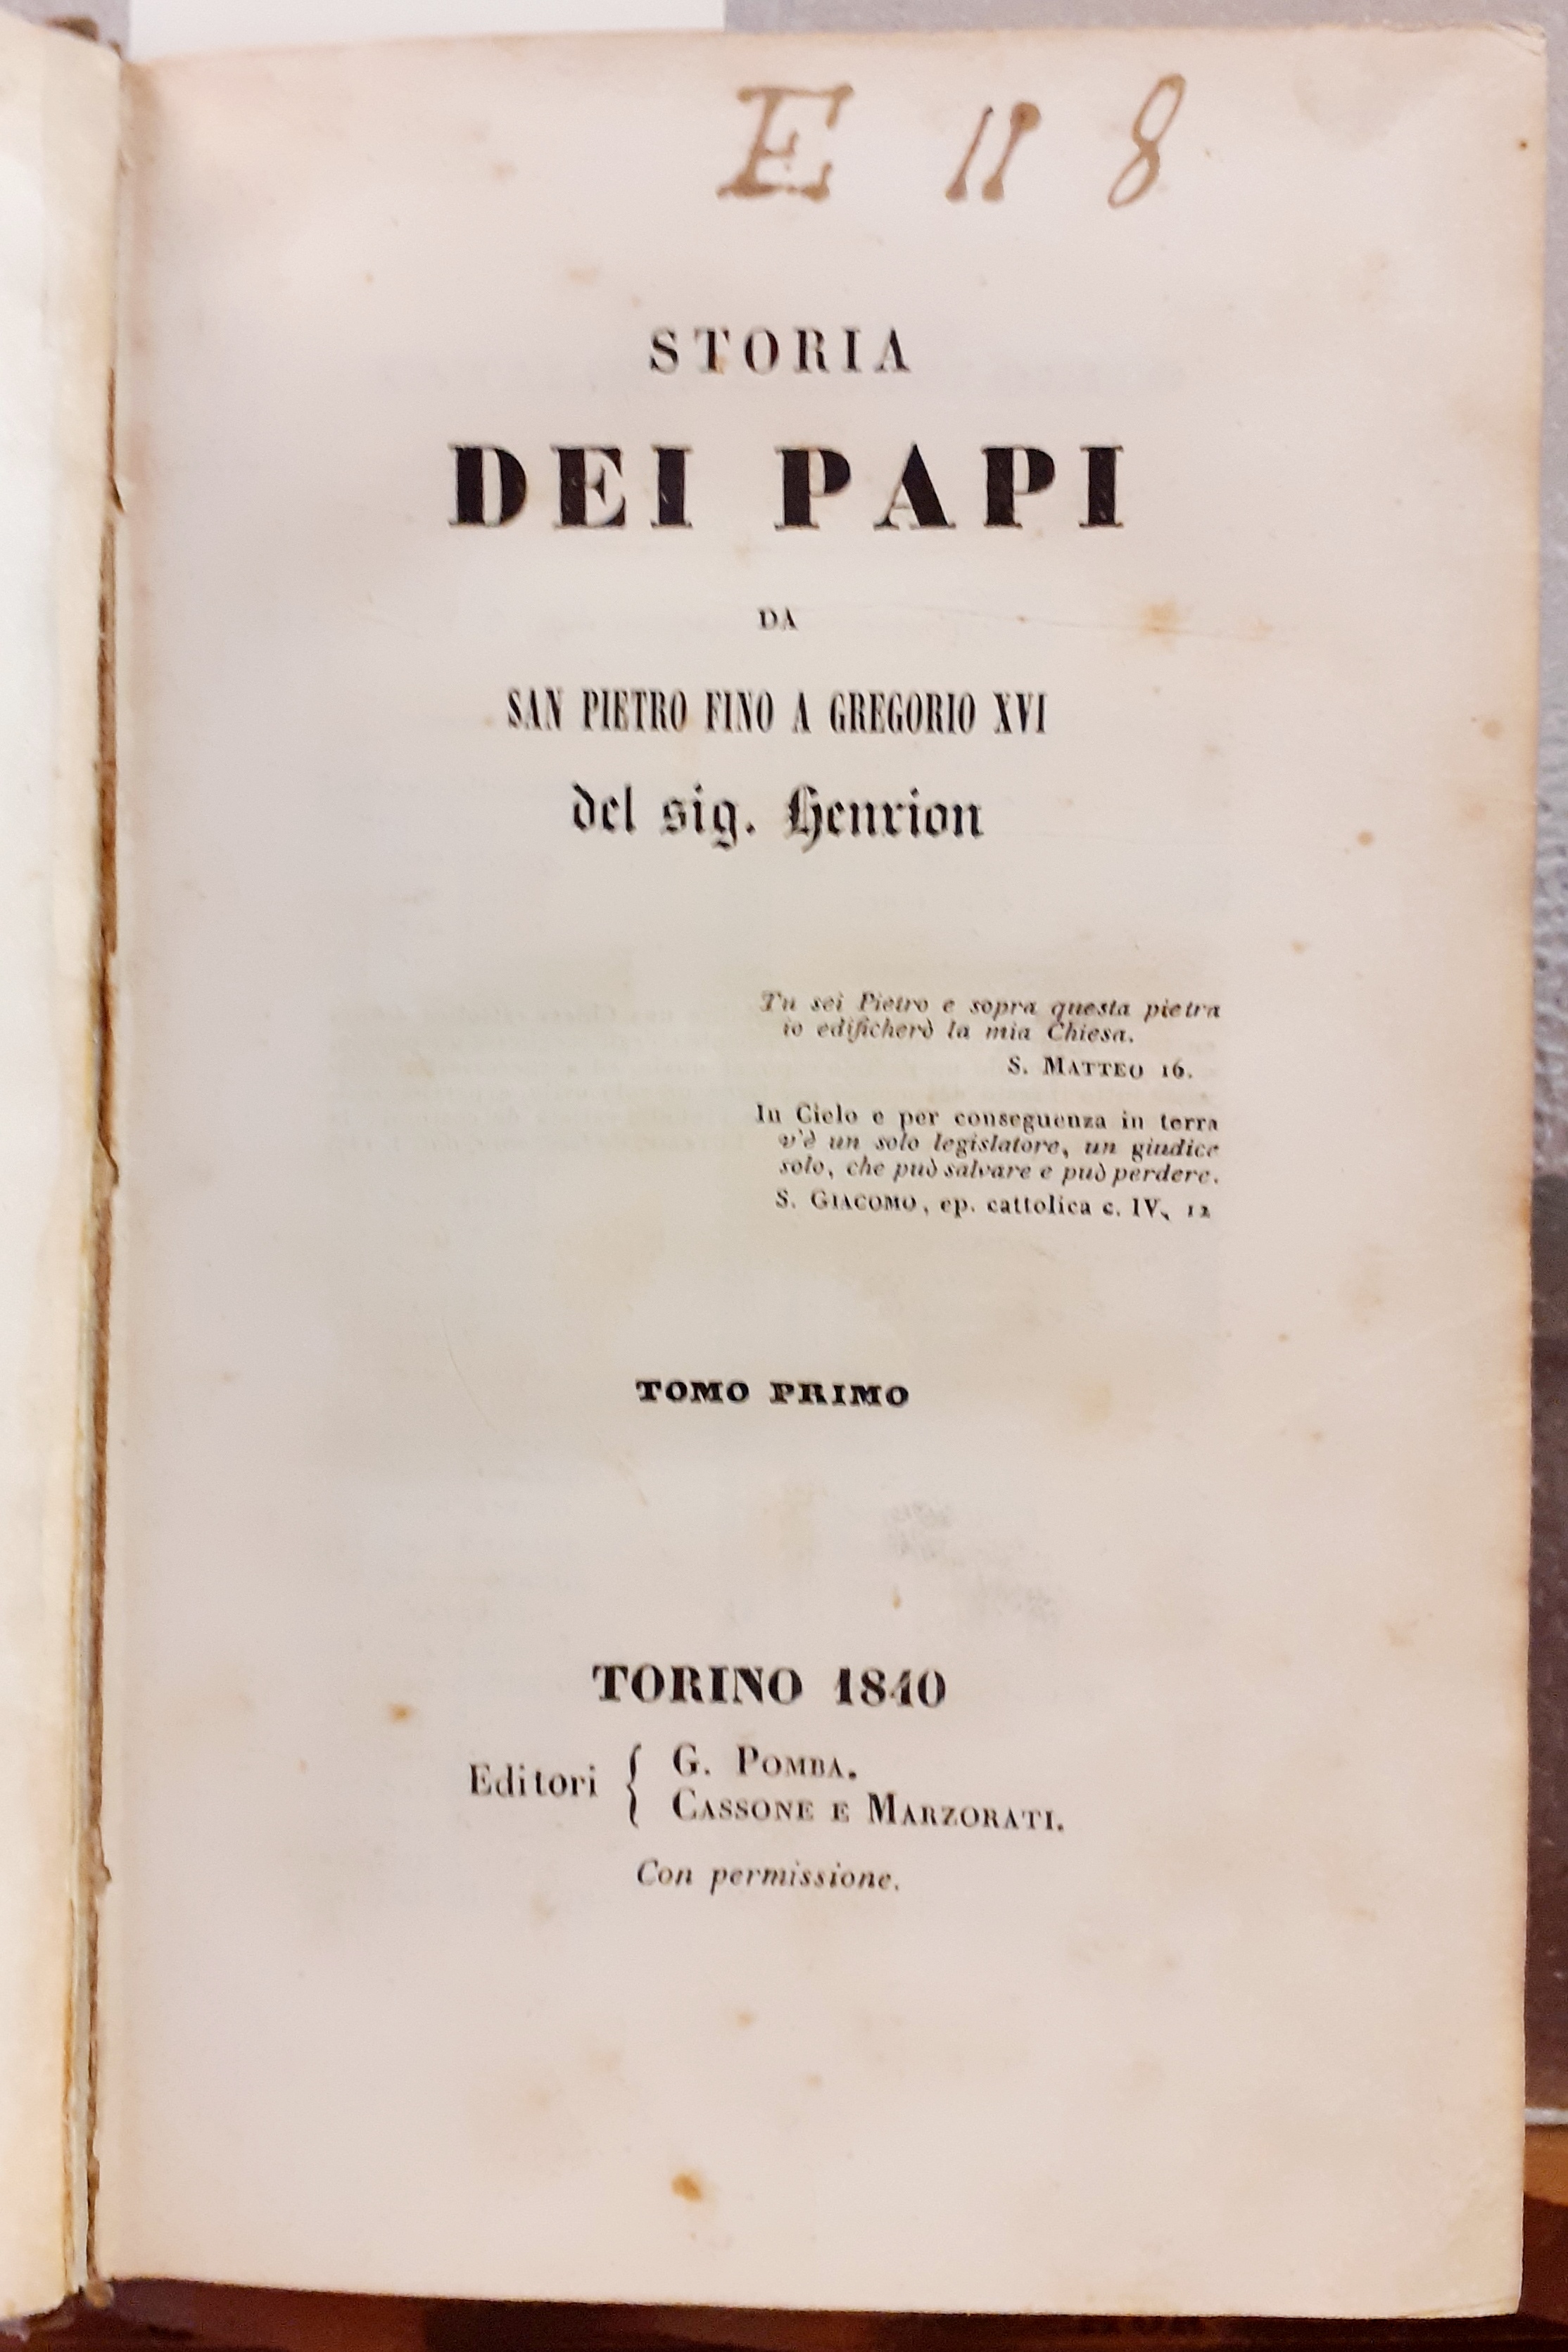 E 11 8
STORIA
DEI PAPI
DA
SAN PIETRO FINO A GREGORIO XVI
del sig. Henrion
Tu sei Pietro e sopra questa pietra
io edificherò la mia Chiesa.
S. MATTEO 16.
In Cielo e per conseguenza in terra
v'è un solo legislatore, un giudice
solo, che può salvare e può perdere.
S. GIACOMO, ep. cattolica c. IV, 12
TOMO PRIMO
TORINO 1840
Editori { G. POMBA.
CASSONE E MARZORATI.
Con permissione.